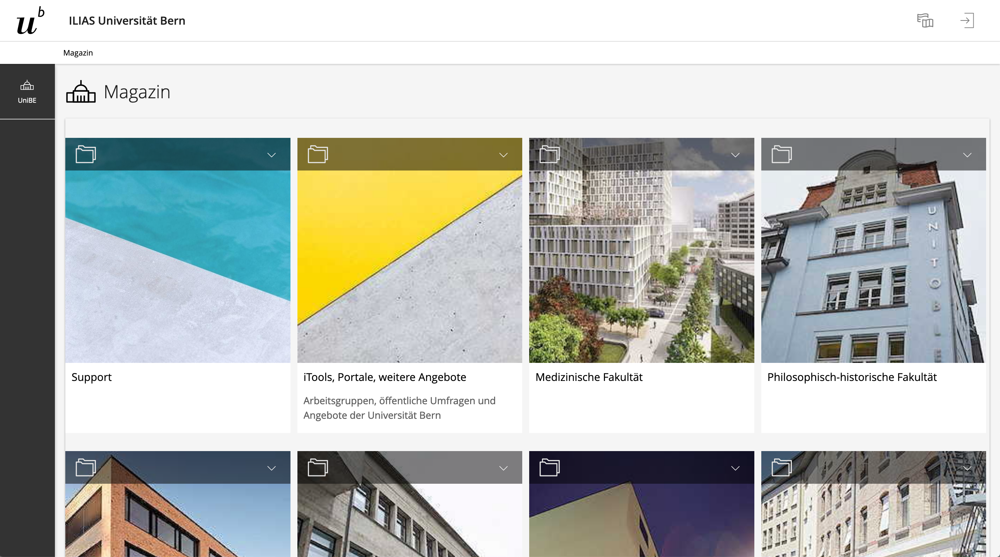 u b
ILIAS Universität Bern
Magazin
UniBE
Magazin
UNITOBLE
Support
iTools, Portale, weitere Angebote
Arbeitsgruppen, öffentliche Umfragen und
Angebote der Universität Bern
Medizinische Fakultät
Philosophisch-historische Fakultät